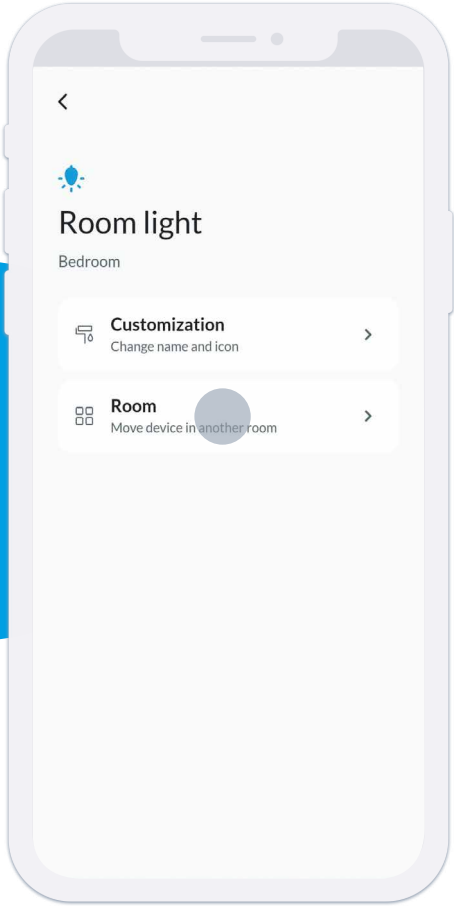 Room light
Bedroom
Customization
Change name and icon
Room
Move device in another room